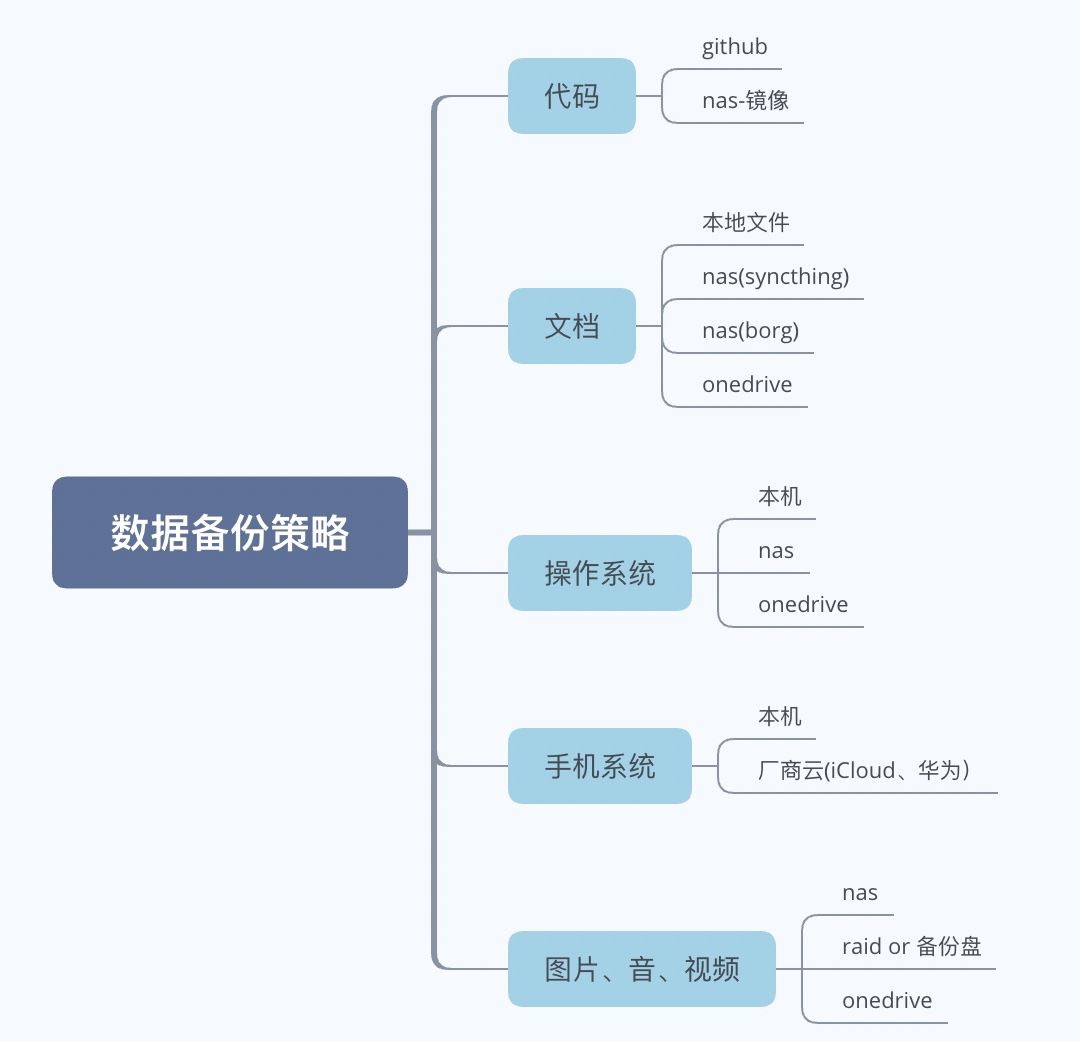 数据备份策略
代码
github
nas-镜像
文档
本地文件
nas(syncthing)
nas(borg)
onedrive
操作系统
本机
nas
onedrive
手机系统
本机
厂商云(iCloud、华为）
图片、音、视频
nas
raid or 备份盘
onedrive